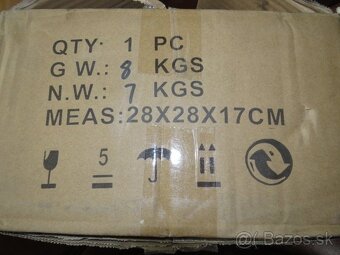 QTY: 1 PC
G W.: 8 KGS
N.W.: 7 KGS
MEAS:28X28X17CM
5
Bazos.sk